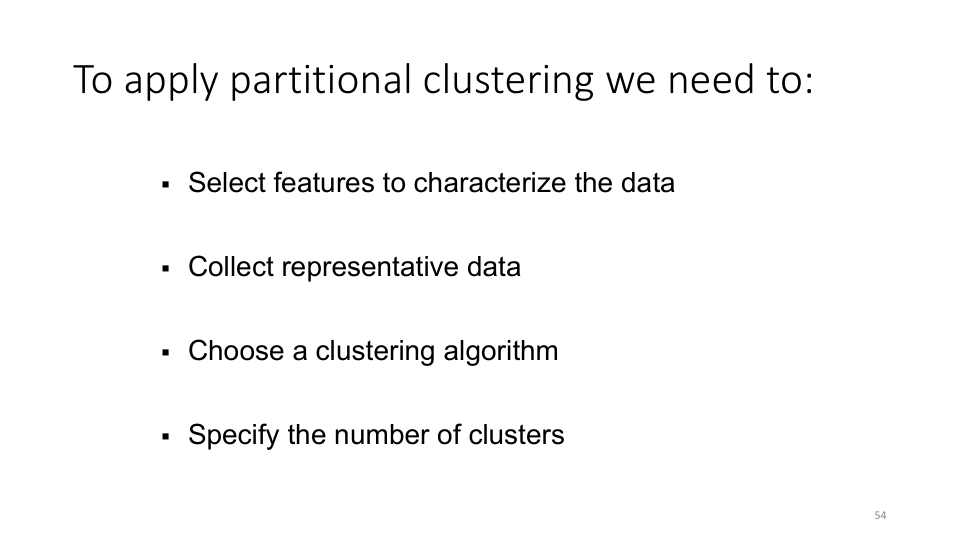 To apply partitional clustering we need to:
▪ Select features to characterize the data
▪ Collect representative data
▪ Choose a clustering algorithm
▪ Specify the number of clusters
54